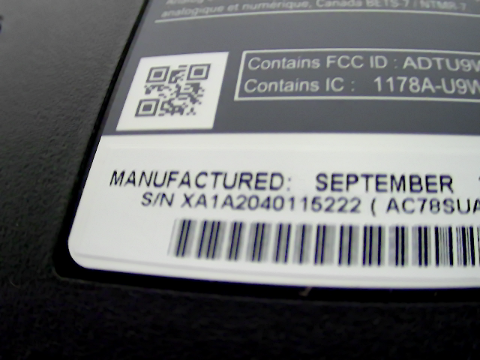 analogique et numérique, Canada BETS-7 / NTMR-7
Contains FCC ID : ADTU9W
Contains IC : 1178A-U9W
MANUFACTURED: SEPTEMBER
S/N XA1A2040115222 ( AC78SUA